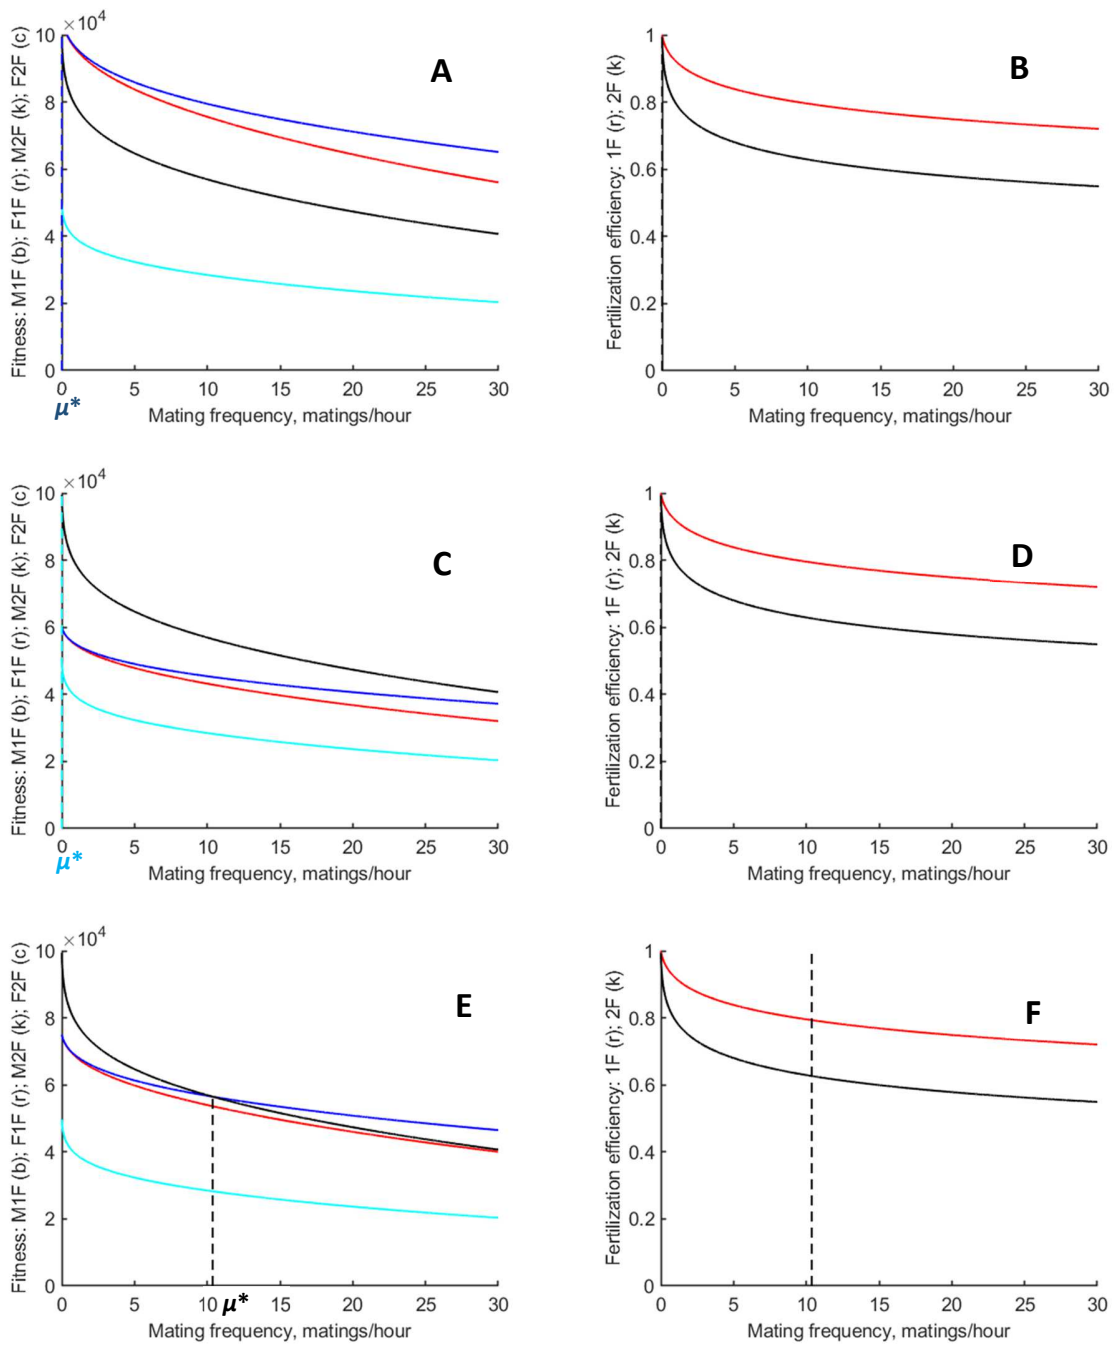 ×10⁴
10
8
6
4
2
0
Fitness: M1F (b); F1F (r); M2F (k); F2F (c)
A
0 5 10 15 20 25 30
μ*
Mating frequency, matings/hour
1
0.8
0.6
0.4
0.2
0
Fertilization efficiency: 1F (r); 2F (k)
B
0 5 10 15 20 25 30
Mating frequency, matings/hour
×10⁴
10
8
6
4
2
0
Fitness: M1F (b); F1F (r); M2F (k); F2F (c)
C
0 5 10 15 20 25 30
μ*
Mating frequency, matings/hour
1
0.8
0.6
0.4
0.2
0
Fertilization efficiency: 1F (r); 2F (k)
D
0 5 10 15 20 25 30
Mating frequency, matings/hour
×10⁴
10
8
6
4
2
0
Fitness: M1F (b); F1F (r); M2F (k); F2F (c)
E
0 5 10 15 20 25 30
μ*
Mating frequency, matings/hour
1
0.8
0.6
0.4
0.2
0
Fertilization efficiency: 1F (r); 2F (k)
F
0 5 10 15 20 25 30
Mating frequency, matings/hour